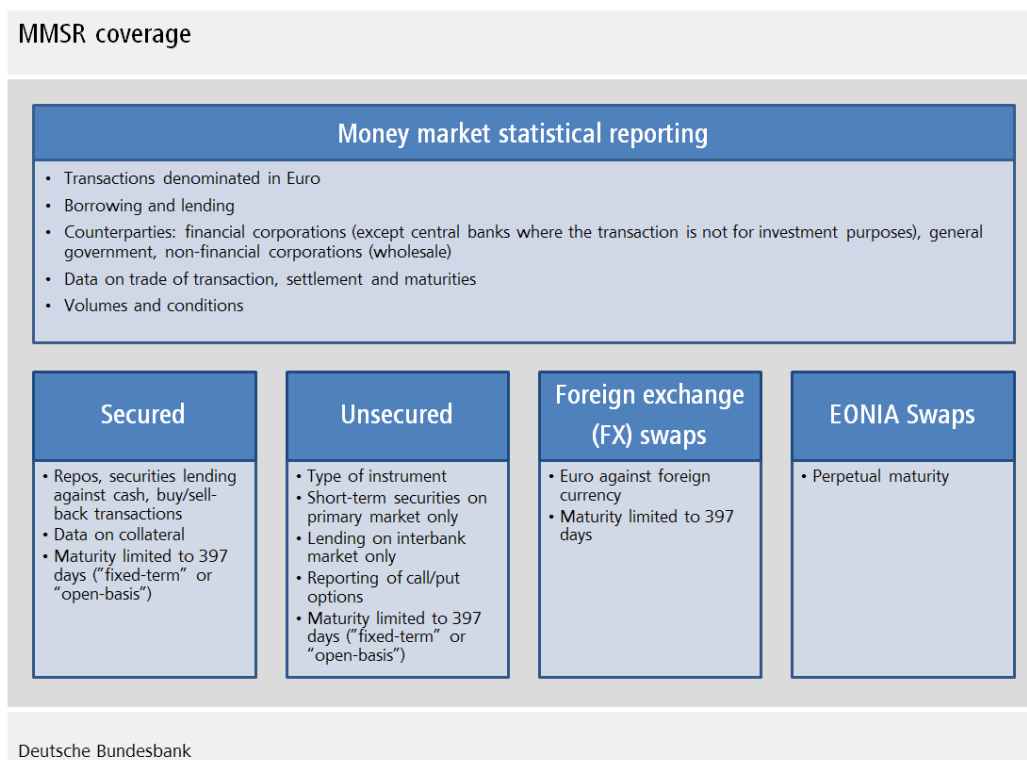 MMSR coverage
Money market statistical reporting
• Transactions denominated in Euro
• Borrowing and lending
• Counterparties: financial corporations (except central banks where the transaction is not for investment purposes), general
government, non-financial corporations (wholesale)
• Data on trade of transaction, settlement and maturities
• Volumes and conditions
Secured
• Repos, securities lending
against cash, buy/sell-
back transactions
• Data on collateral
• Maturity limited to 397
days (”fixed-term” or
“open-basis”)
Unsecured
• Type of instrument
• Short-term securities on
primary market only
• Lending on interbank
market only
• Reporting of call/put
options
• Maturity limited to 397
days (”fixed-term” or
“open-basis”)
Foreign exchange
(FX) swaps
• Euro against foreign
currency
• Maturity limited to 397
days
EONIA Swaps
• Perpetual maturity
Deutsche Bundesbank